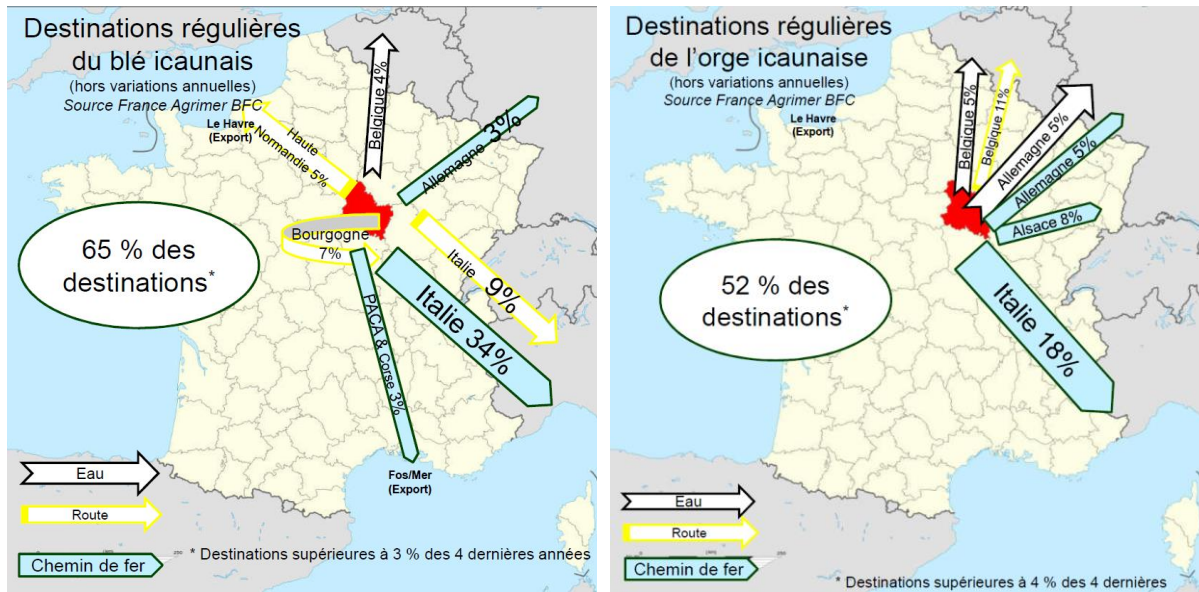 Destinations régulières
du blé icaunais
(hors variations annuelles)
Source France Agrimer BFC
Le Havre
(Export)
Haute
Normandie 5%
Belgique 4%
Allemagne 3%
65 % des
destinations*
Bourgogne
7%
Italie 9%
Italie 34%
PACA & Corse 3%
Fos/Mer
(Export)
Eau
Route
Chemin de fer
250
* Destinations supérieures à 3 % des 4 dernières années
Destinations régulières
de l'orge icaunaise
(hors variations annuelles)
Source France Agrimer BFC
Le Havre
(Export)
Belgique 5%
Belgique 11%
Allemagne 5%
Allemagne 5%
Alsace 8%
52 % des
destinations*
Italie 18%
Eau
Route
Chemin de fer
250
* Destinations supérieures à 4 % des 4 dernières